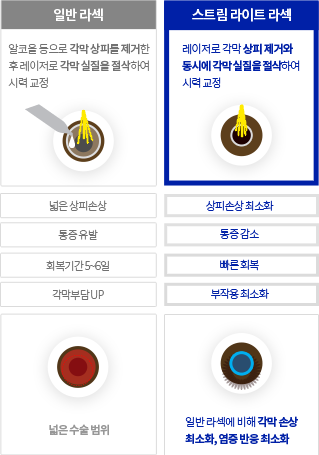 일반 라섹
알코올 등으로 각막 상피를 제거한
후 레이저로 각막 실질을 절삭하여
시력 교정
스트림 라이트 라섹
레이저로 각막 상피 제거와
동시에 각막 실질을 절삭하여
시력 교정
넓은 상피손상
상피손상 최소화
통증 유발
통증 감소
회복기간 5~6일
빠른 회복
각막부담 UP
부작용 최소화
넓은 수술 범위
일반 라섹에 비해 각막 손상
최소화, 염증 반응 최소화